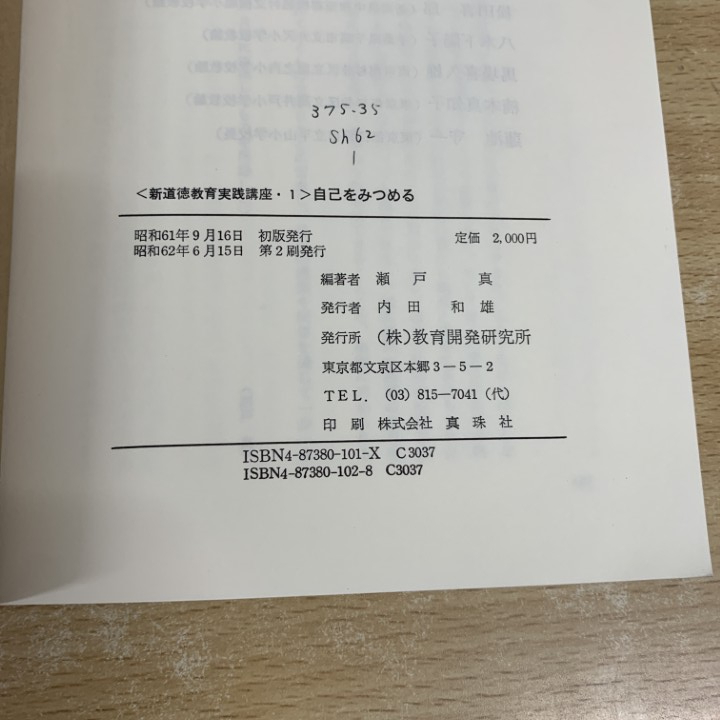 375.35
Sh62
1
<新道徳教育実践講座・1>自己をみつめる
昭和61年9月16日 初版発行 定価 2,000円
昭和62年6月15日 第2刷発行
編著者 瀬戸 真
発行者 内田 和雄
発行所 (株)教育開発研究所
東京都文京区本郷3-5-2
TEL. (03) 815-7041 (代)
印刷 株式会社 真珠社
ISBN4-87380-101-X C3037
ISBN4-87380-102-8 C3037